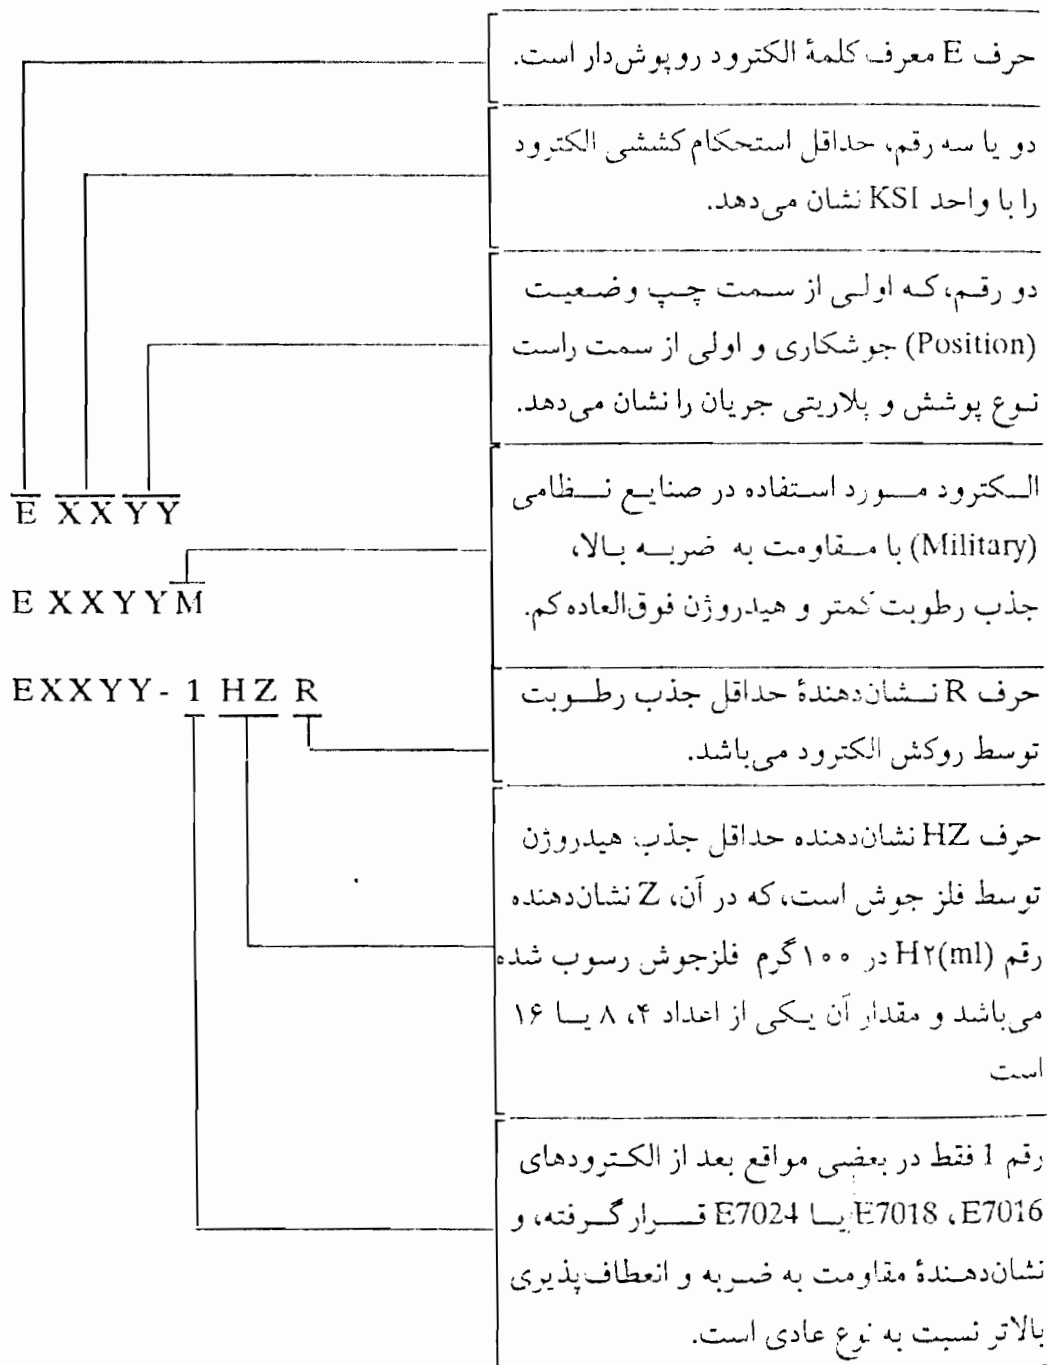 حرف E معرف کلمهٔ الکترود روپوش‌دار است.
دو یا سه رقم، حداقل استحکام کششی الکترود
را با واحد KSI نشان می‌دهد.
دو رقم، که اولی از سمت چپ وضعیت
(Position) جوشکاری و اولی از سمت راست
نوع پوشش و پلاریتی جریان را نشان می‌دهد.
E XX YY
الکترود مورد استفاده در صنایع نظامی
(Military) با مقاومت به ضربه بالا،
جذب رطوبت کمتر و هیدروژن فوق‌العاده کم.
E XXYYM
EXXYY- 1 HZ R
حرف R نشان‌دهندهٔ حداقل جذب رطوبت
توسط روکش الکترود می‌باشد.
حرف HZ نشان‌دهنده حداقل جذب هیدروژن
توسط فلز جوش است، که در آن، Z نشان‌دهنده
رقم H۲(ml) در ۱۰۰ گرم فلزجوش رسوب شده
می‌باشد و مقدار آن یکی از اعداد ۴، ۸ یا ۱۶
است
رقم 1 فقط در بعضی مواقع بعد از الکترودهای
E7016، E7018 یا E7024 قرار گرفته، و
نشان‌دهندهٔ مقاومت به ضربه و انعطاف‌پذیری
بالاتر نسبت به نوع عادی است.